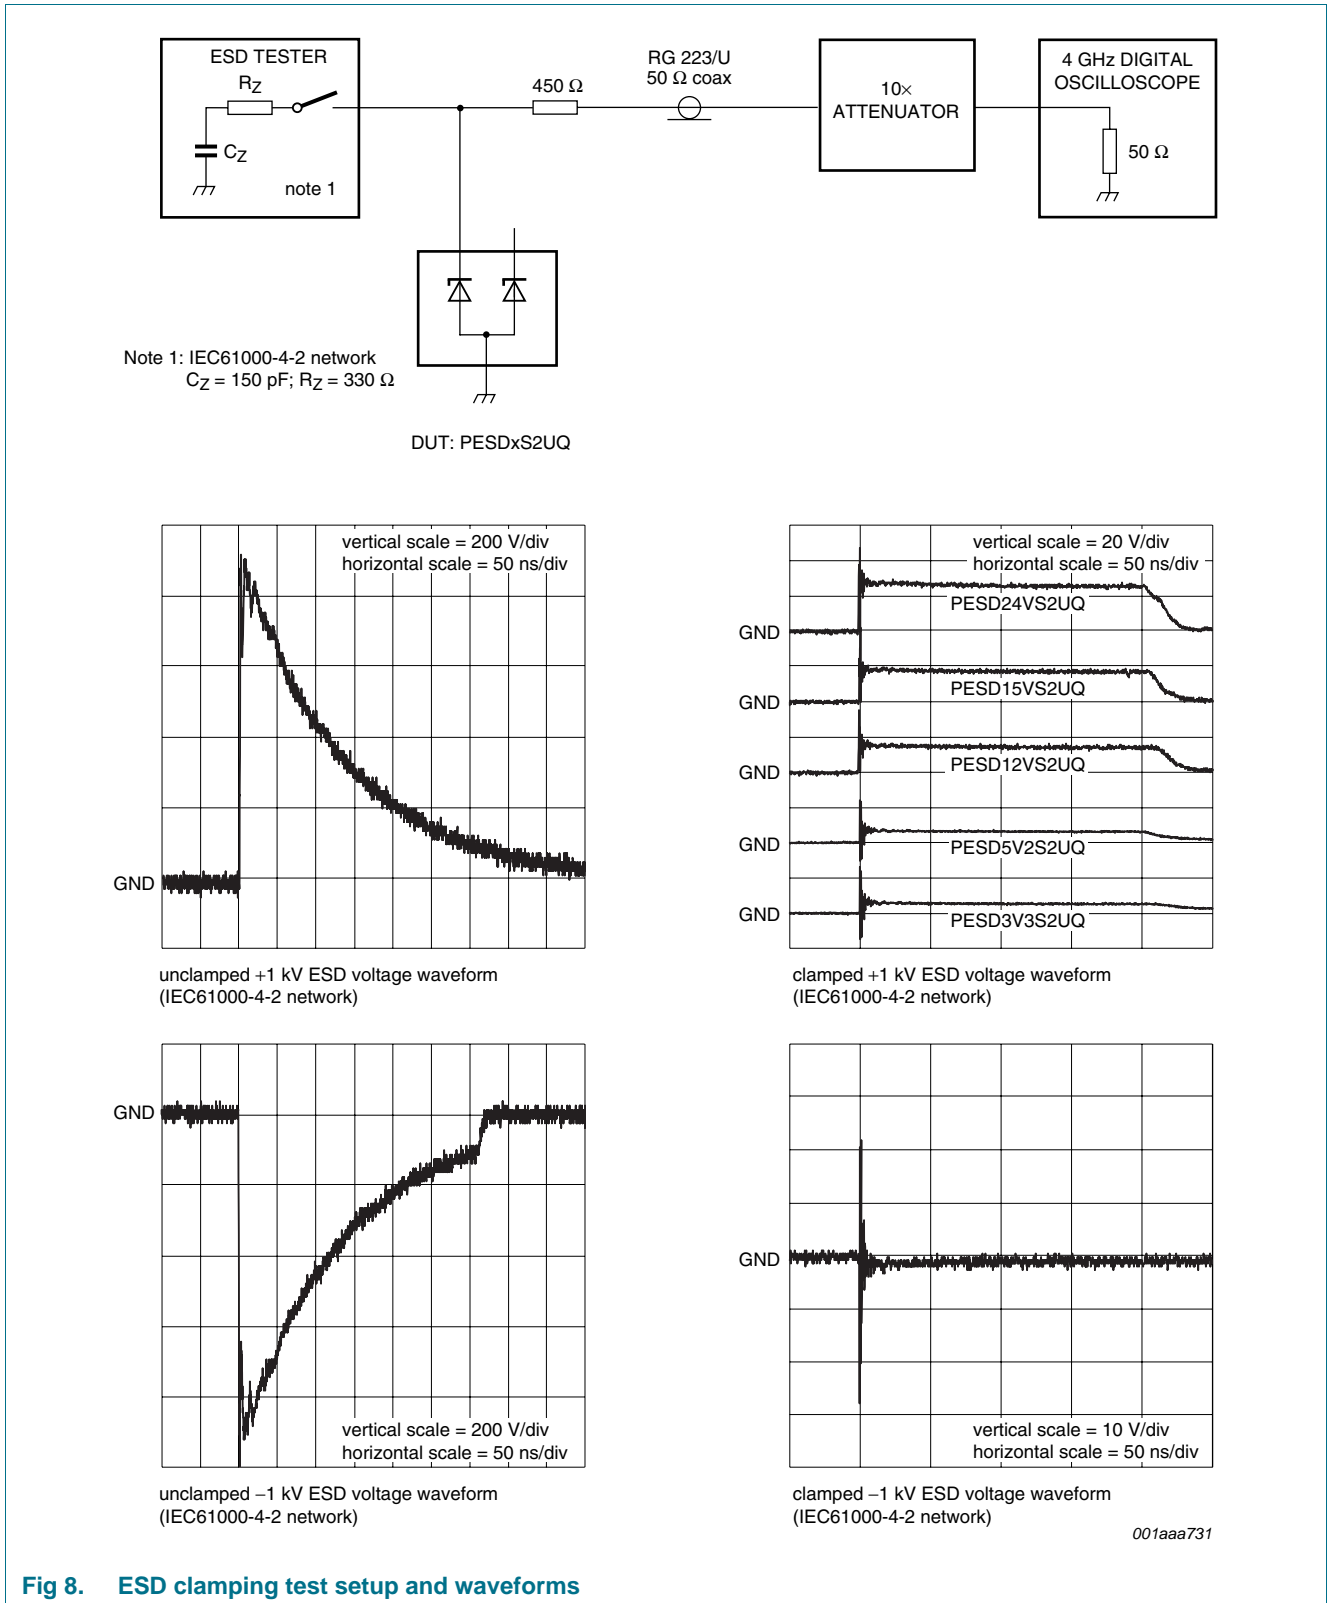 ESD TESTER
RZ
CZ
note 1
450 Ω
RG 223/U
50 Ω coax
10×
ATTENUATOR
4 GHz DIGITAL
OSCILLOSCOPE
50 Ω
Note 1: IEC61000-4-2 network
CZ = 150 pF; RZ = 330 Ω
DUT: PESDxS2UQ
vertical scale = 200 V/div
horizontal scale = 50 ns/div
GND
unclamped +1 kV ESD voltage waveform
(IEC61000-4-2 network)
vertical scale = 20 V/div
horizontal scale = 50 ns/div
PESD24VS2UQ
GND
PESD15VS2UQ
GND
PESD12VS2UQ
GND
PESD5V2S2UQ
GND
PESD3V3S2UQ
GND
clamped +1 kV ESD voltage waveform
(IEC61000-4-2 network)
GND
vertical scale = 200 V/div
horizontal scale = 50 ns/div
unclamped −1 kV ESD voltage waveform
(IEC61000-4-2 network)
GND
vertical scale = 10 V/div
horizontal scale = 50 ns/div
clamped −1 kV ESD voltage waveform
(IEC61000-4-2 network)
001aaa731
Fig 8. ESD clamping test setup and waveforms